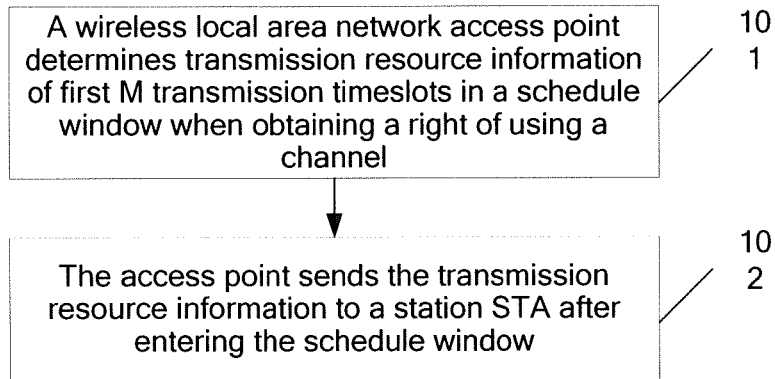 A wireless local area network access point
determines transmission resource information
of first M transmission timeslots in a schedule
window when obtaining a right of using a
channel
10
1
The access point sends the transmission
resource information to a station STA after
entering the schedule window
10
2